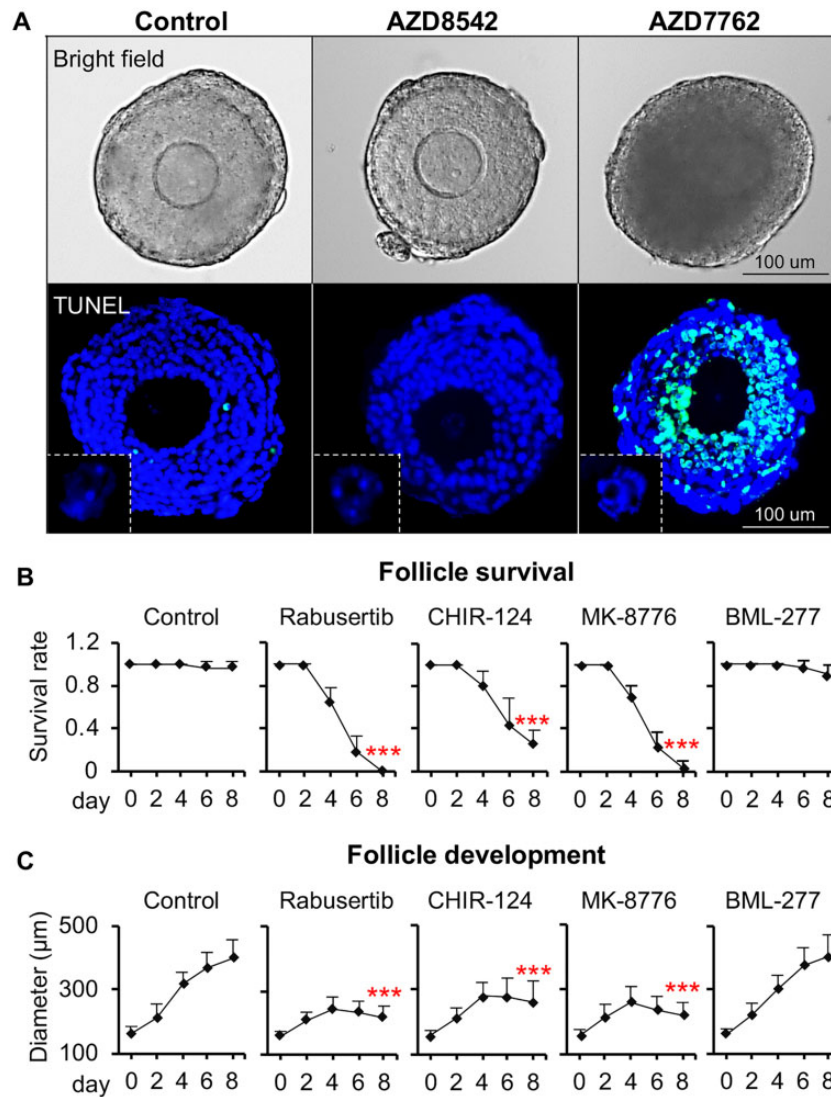 A Control AZD8542 AZD7762
Bright field
100 um
TUNEL
100 um
B Follicle survival
Control Rabusertib CHIR-124 MK-8776 BML-277
Survival rate
1.2
0.8
0.4
0
*** *** ***
day 0 2 4 6 8 0 2 4 6 8 0 2 4 6 8 0 2 4 6 8 0 2 4 6 8
C Follicle development
Control Rabusertib CHIR-124 MK-8776 BML-277
Diameter (µm)
500
300
100
*** *** ***
day 0 2 4 6 8 0 2 4 6 8 0 2 4 6 8 0 2 4 6 8 0 2 4 6 8